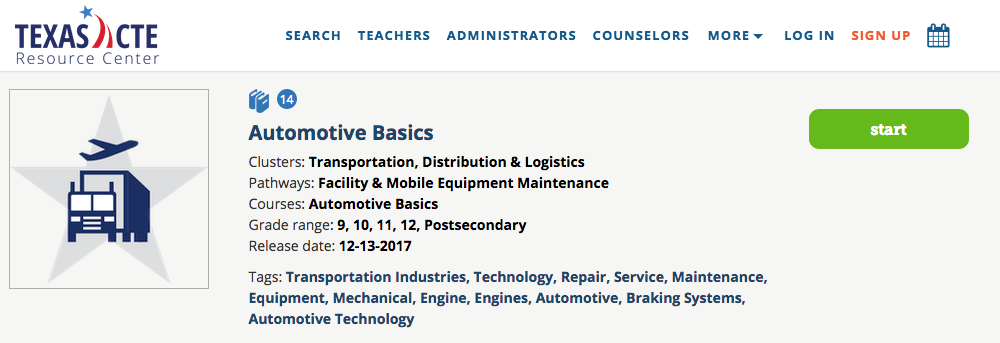 TEXAS CTE
Resource Center
SEARCH TEACHERS ADMINISTRATORS COUNSELORS MORE LOG IN SIGN UP
14
Automotive Basics
start
Clusters: Transportation, Distribution & Logistics
Pathways: Facility & Mobile Equipment Maintenance
Courses: Automotive Basics
Grade range: 9, 10, 11, 12, Postsecondary
Release date: 12-13-2017
Tags: Transportation Industries, Technology, Repair, Service, Maintenance,
Equipment, Mechanical, Engine, Engines, Automotive, Braking Systems,
Automotive Technology